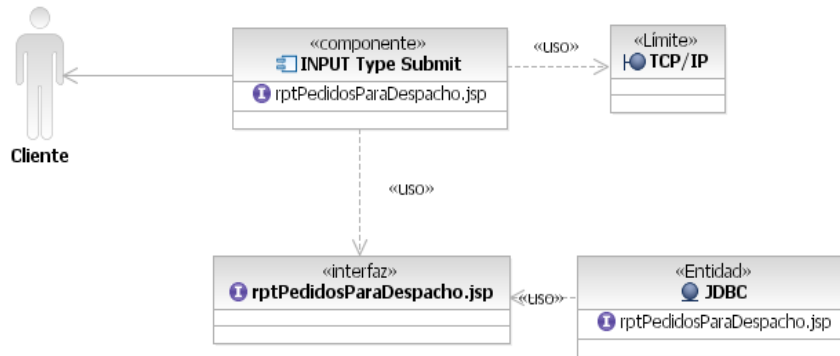 «componente»
INPUT Type Submit
rptPedidosParaDespacho.jsp
«uso»
«Límite»
TCP/IP
Cliente
«uso»
«interfaz»
rptPedidosParaDespacho.jsp
«uso»
«Entidad»
JDBC
rptPedidosParaDespacho.jsp